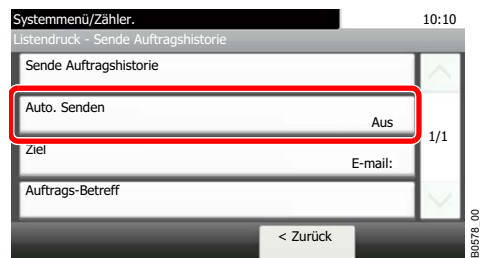 Systemmenü/Zähler.
10:10
Listendruck - Sende Auftragshistorie
Sende Auftragshistorie
Auto. Senden
Aus
1/1
Ziel
E-mail:
Auftrags-Betreff
< Zurück
B0578_00